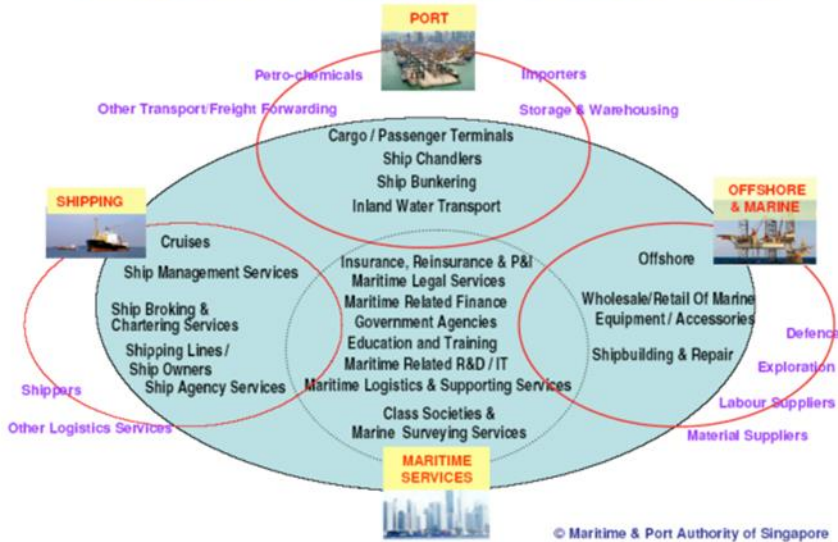 PORT
Petro-chemicals
Importers
Other Transport/Freight Forwarding
Storage & Warehousing
Cargo / Passenger Terminals
Ship Chandlers
Ship Bunkering
Inland Water Transport
SHIPPING
OFFSHORE
& MARINE
Cruises
Ship Management Services
Ship Broking &
Chartering Services
Shipping Lines /
Ship Owners
Ship Agency Services
Shippers
Other Logistics Services
Insurance, Reinsurance & P&I
Maritime Legal Services
Maritime Related Finance
Government Agencies
Education and Training
Maritime Related R&D / IT
Maritime Logistics & Supporting Services
Class Societies &
Marine Surveying Services
Offshore
Wholesale/Retail Of Marine
Equipment / Accessories
Shipbuilding & Repair
Defence
Exploration
Labour Suppliers
Material Suppliers
MARITIME
SERVICES
© Maritime & Port Authority of Singapore